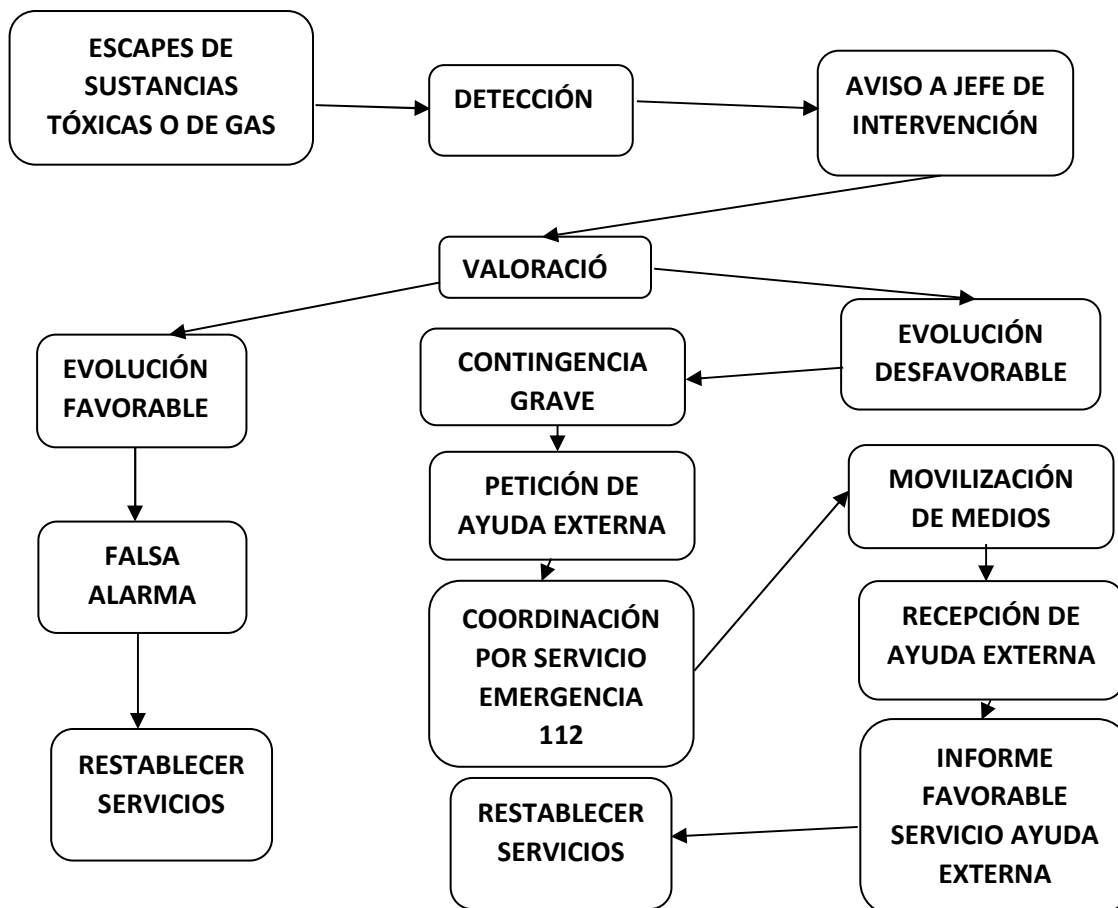 ESCAPES DE
SUSTANCIAS
TÓXICAS O DE GAS
DETECCIÓN
AVISO A JEFE DE
INTERVENCIÓN
VALORACIÓ
EVOLUCIÓN
FAVORABLE
CONTINGENCIA
GRAVE
EVOLUCIÓN
DESFAVORABLE
PETICIÓN DE
AYUDA EXTERNA
MOVILIZACIÓN
DE MEDIOS
FALSA
ALARMA
COORDINACIÓN
POR SERVICIO
EMERGENCIA
112
RECEPCIÓN DE
AYUDA EXTERNA
RESTABLECER
SERVICIOS
RESTABLECER
SERVICIOS
INFORME
FAVORABLE
SERVICIO AYUDA
EXTERNA